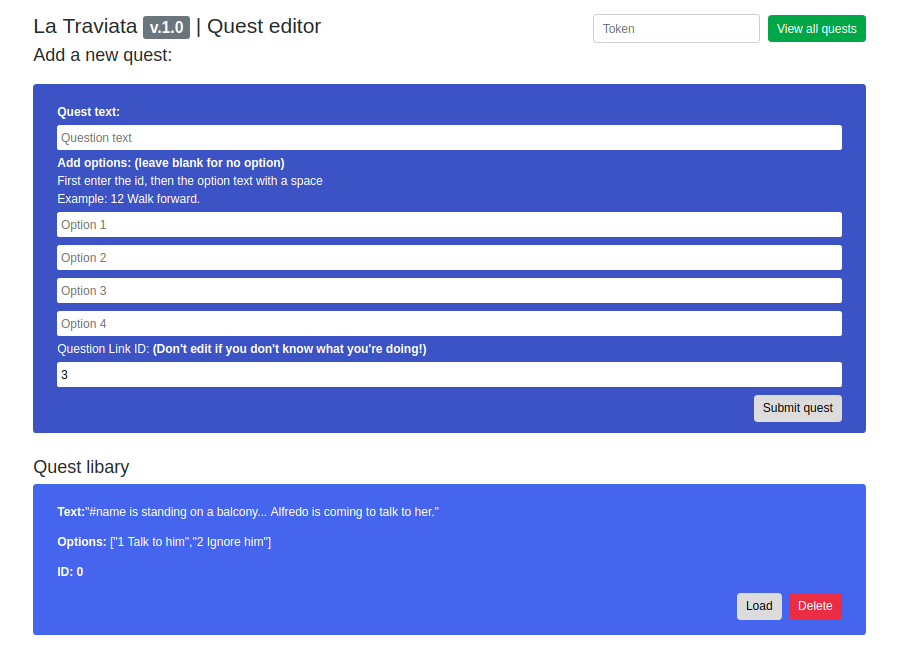 La Traviata v.1.0 | Quest editor
Token
View all quests
Add a new quest:
Quest text:
Question text
Add options: (leave blank for no option)
First enter the id, then the option text with a space
Example: 12 Walk forward.
Option 1
Option 2
Option 3
Option 4
Question Link ID: (Don't edit if you don't know what you're doing!)
3
Submit quest
Quest libary
Text:"#name is standing on a balcony... Alfredo is coming to talk to her."
Options: ["1 Talk to him","2 Ignore him"]
ID: 0
Load
Delete